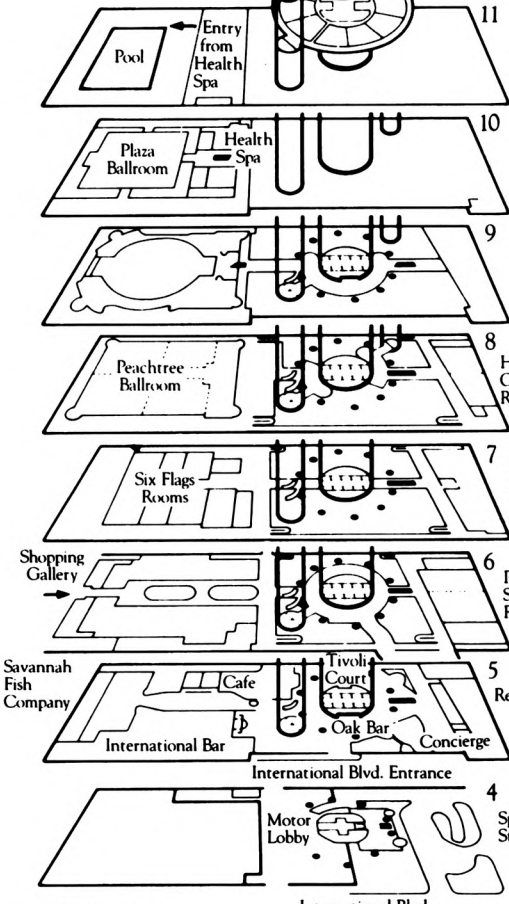 11
Entry
from
Health
Spa
Pool
10
Health
Spa
Plaza
Ballroom
9
8
Peachtree
Ballroom
7
Six Flags
Rooms
6
Shopping
Gallery
5
Savannah
Fish
Company
Cafe
Tivoli
Court
Oak Bar
International Bar
Concierge
International Blvd. Entrance
4
Motor
Lobby